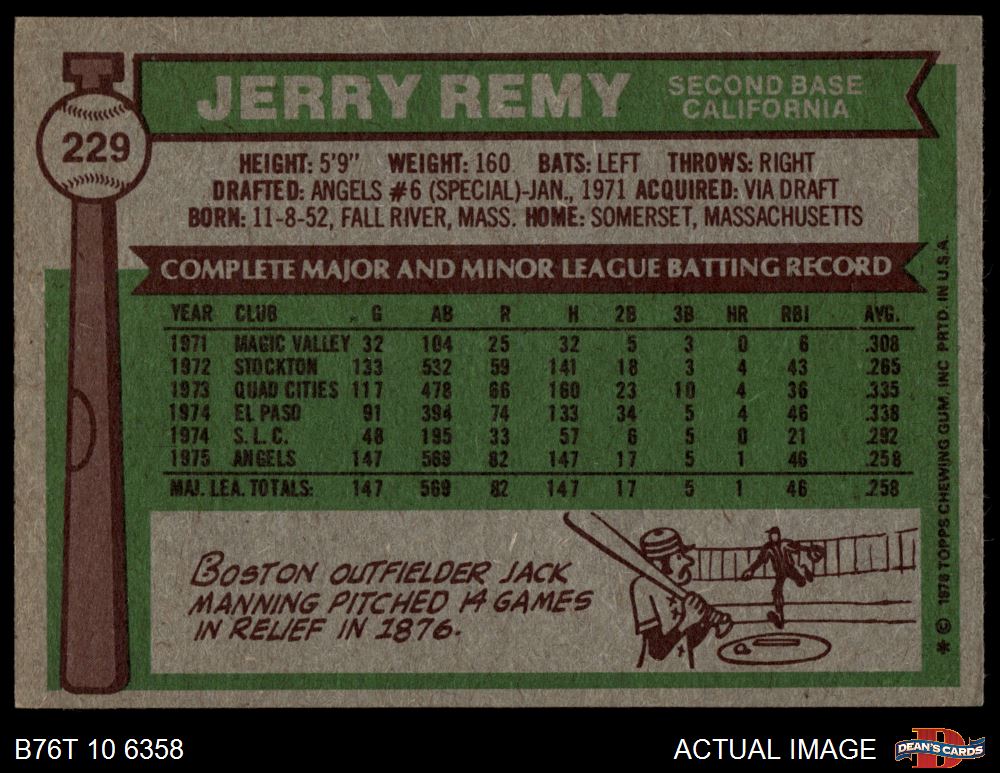 229
JERRY REMY
SECOND BASE
CALIFORNIA
HEIGHT: 5'9" WEIGHT: 160 BATS: LEFT THROWS: RIGHT
DRAFTED: ANGELS #6 (SPECIAL)-JAN., 1971 ACQUIRED: VIA DRAFT
BORN: 11-8-52, FALL RIVER, MASS. HOME: SOMERSET, MASSACHUSETTS
COMPLETE MAJOR AND MINOR LEAGUE BATTING RECORD
YEAR CLUB G AB R H 2B 3B HR RBI AVG.
1971 MAGIC VALLEY 32 104 25 32 5 3 0 6 .308
1972 STOCKTON 133 532 59 141 18 3 4 43 .265
1973 QUAD CITIES 117 478 66 160 23 10 4 36 .335
1974 EL PASO 91 394 74 133 34 5 4 46 .338
1974 S.L.C. 48 195 33 57 6 5 0 21 .292
1975 ANGELS 147 569 82 147 17 5 1 46 .258
MAJ. LEA. TOTALS: 147 569 82 147 17 5 1 46 .258
BOSTON OUTFIELDER JACK
MANNING PITCHED 14 GAMES
IN RELIEF IN 1876.
* © 1976 TOPPS CHEWING GUM, INC PRTD. IN U.S.A.
B76T 10 6358
ACTUAL IMAGE
DEAN'S CARDS